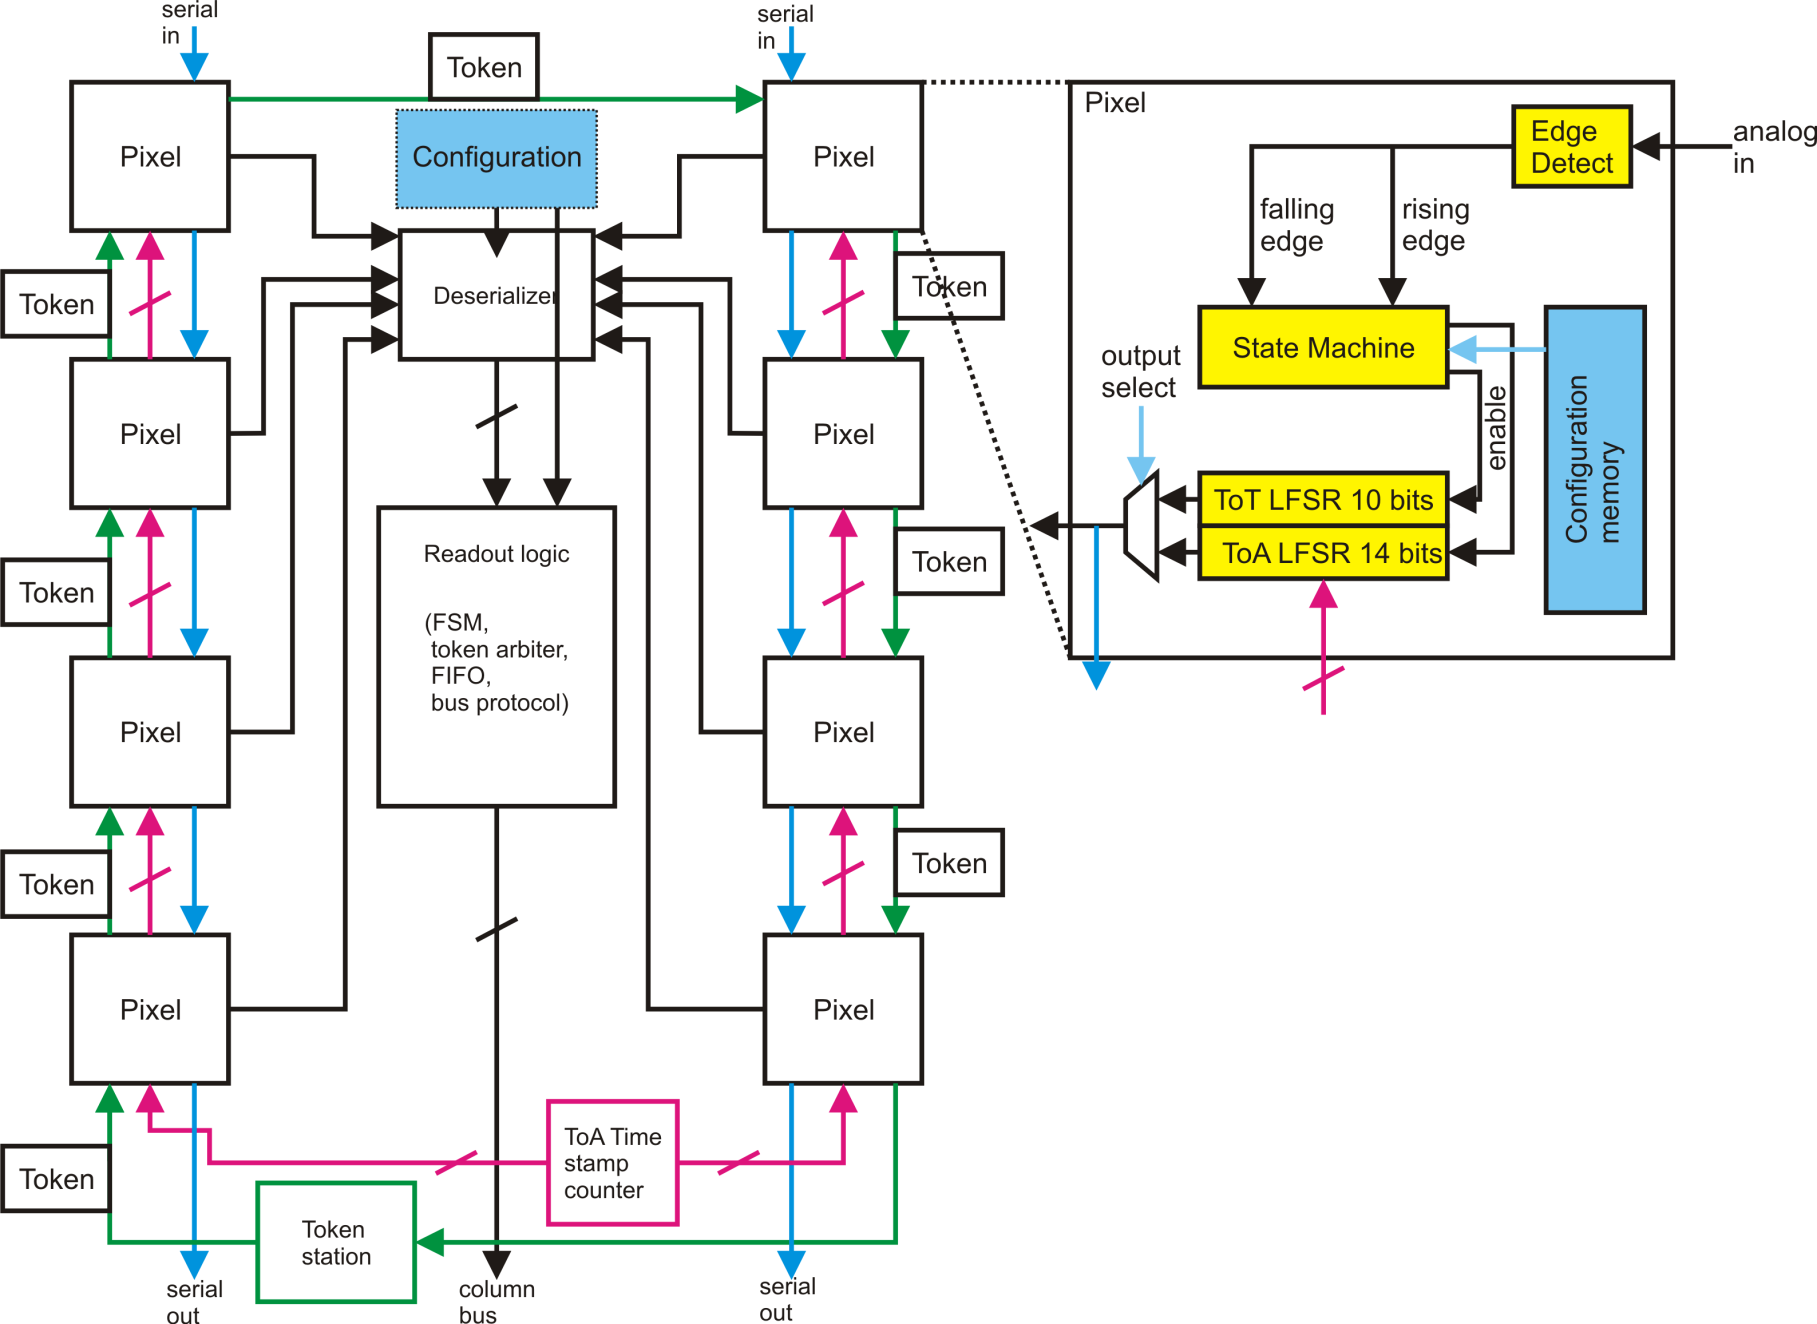 serial
in
serial
in
Token
Pixel
Configuration
Pixel
Pixel
Edge
Detect
analog
in
falling
edge
rising
edge
Token
Deserializer
Token
State Machine
output
select
enable
Configuration
memory
Pixel
Pixel
ToT LFSR 10 bits
ToA LFSR 14 bits
Readout logic
(FSM,
token arbiter,
FIFO,
bus protocol)
Token
Token
Pixel
Pixel
Token
Token
Pixel
Pixel
ToA Time
stamp
counter
Token
Token
station
serial
out
column
bus
serial
out